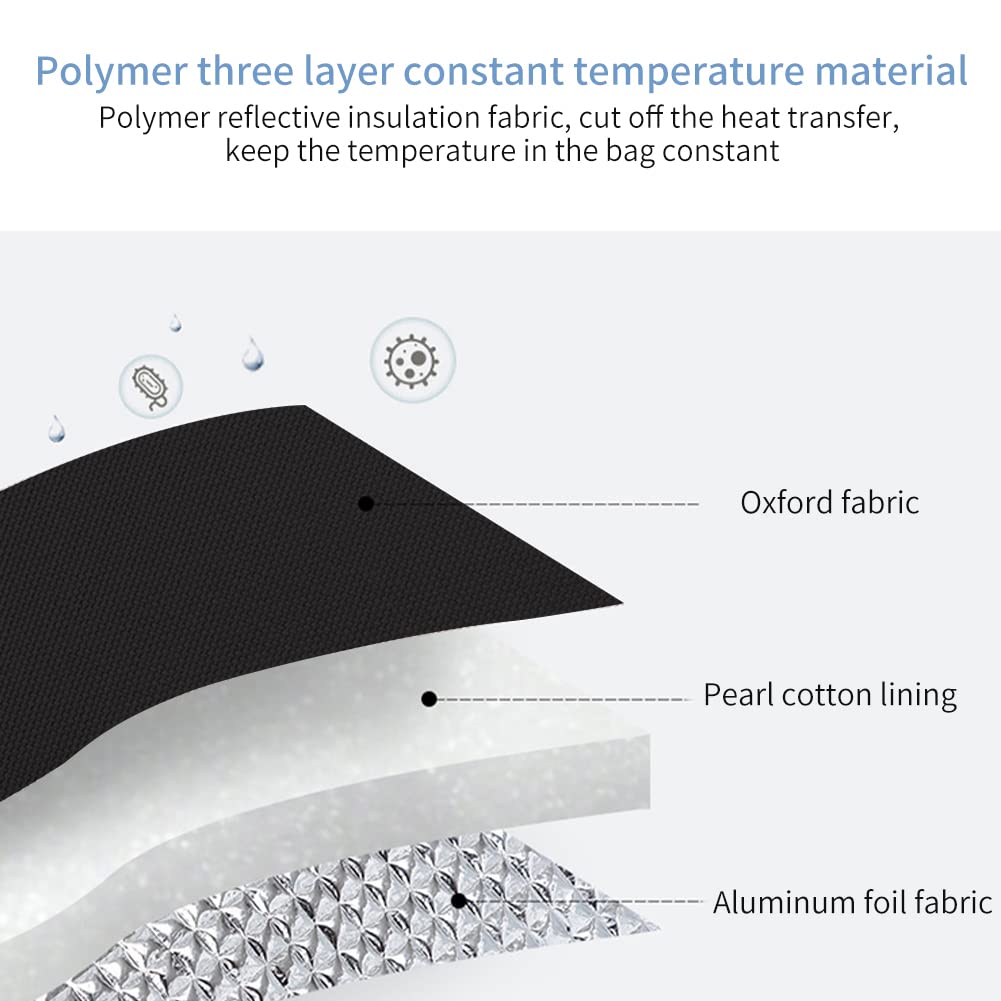 Polymer three layer constant temperature material
Polymer reflective insulation fabric, cut off the heat transfer,
keep the temperature in the bag constant
Oxford fabric
Pearl cotton lining
Aluminum foil fabric